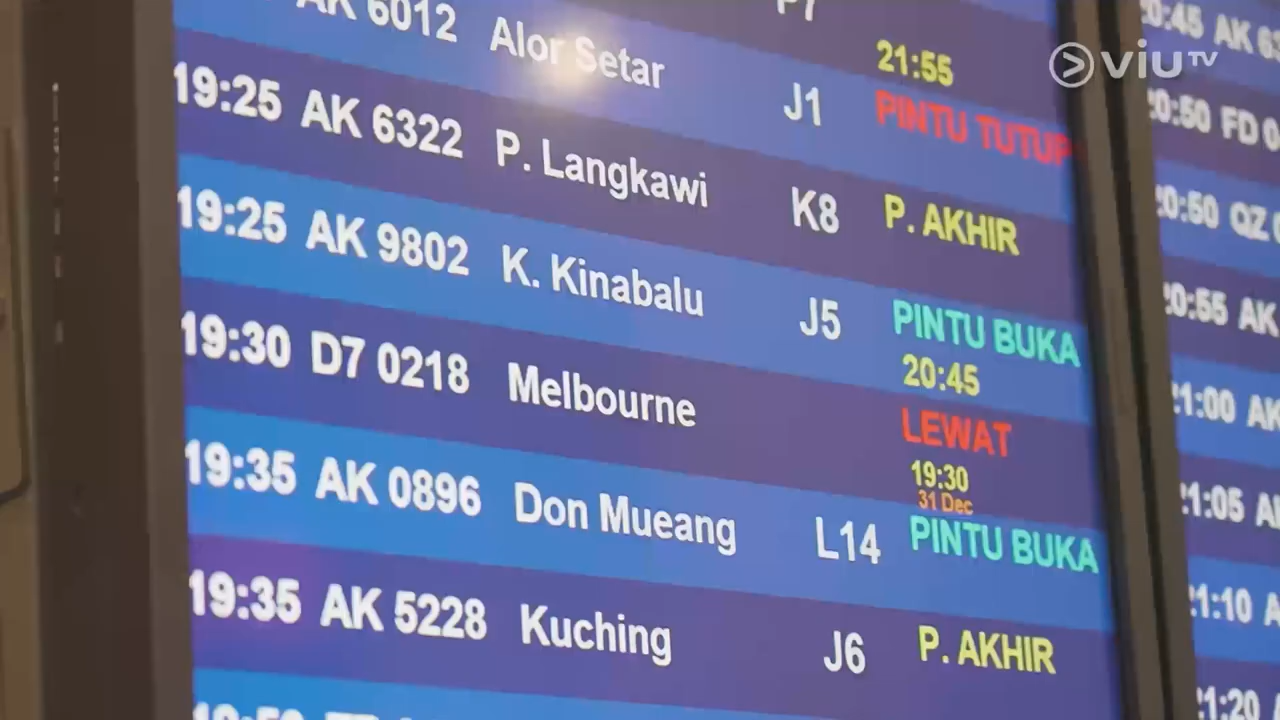 AK 6012 Alor Setar
21:55
19:25 AK 6322 P. Langkawi J1 PINTU TUTUP
19:25 AK 9802 K. Kinabalu K8 P. AKHIR
19:30 D7 0218 Melbourne J5 PINTU BUKA
20:45
LEWAT
19:30
31 Dec
19:35 AK 0896 Don Mueang L14 PINTU BUKA
19:35 AK 5228 Kuching J6 P. AKHIR
viuTV
20:45 AK
20:50 FD
20:50 QZ
20:55 AK
21:00 AK
21:05
21:10
21:20